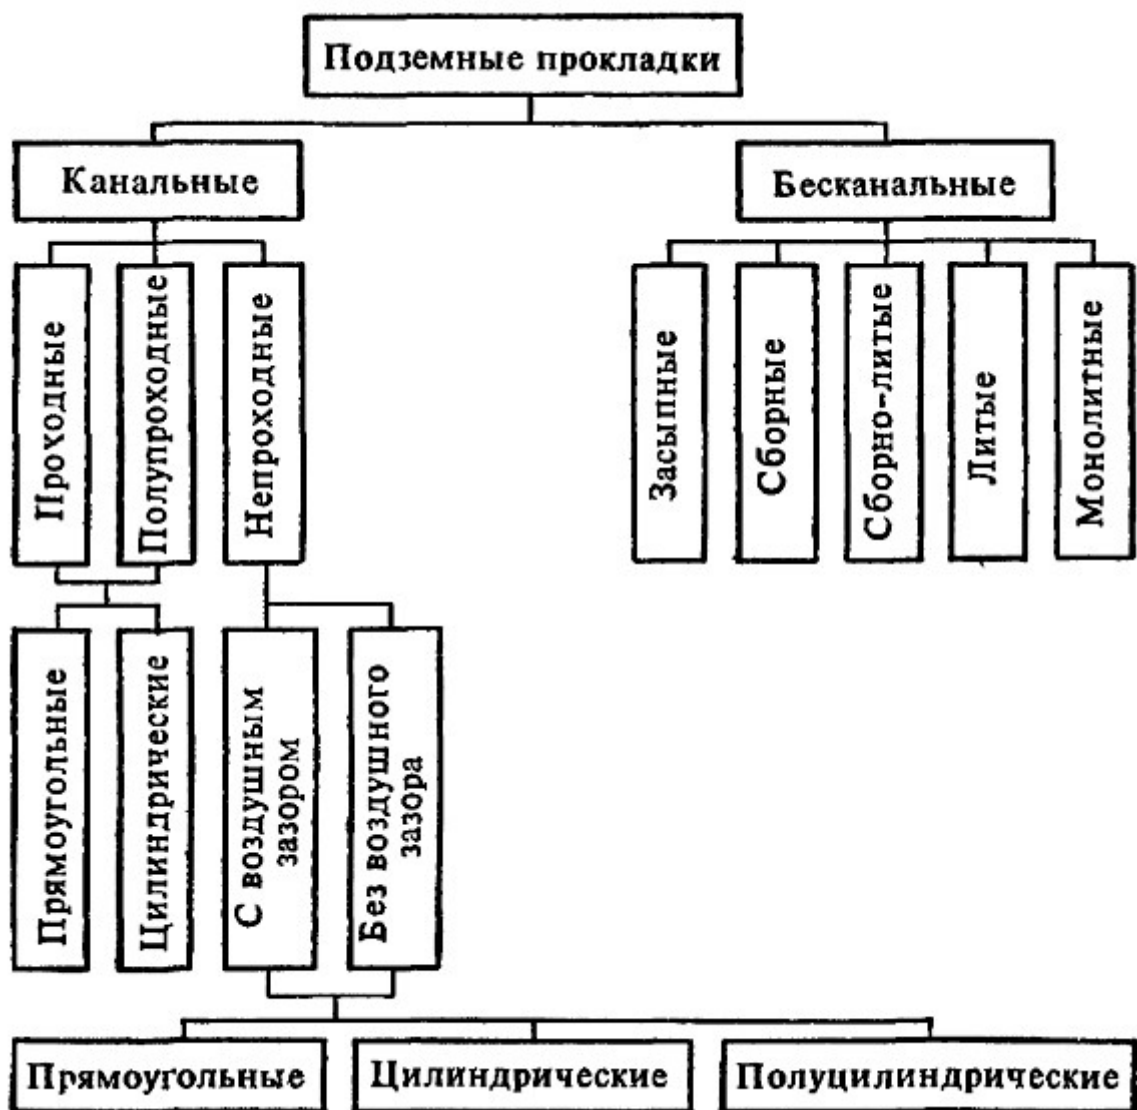 Подземные прокладки
Канальные
Бесканальные
Проходные
Полупроходные
Непроходные
Засыпные
Сборные
Сборно-литые
Литые
Монолитные
Прямоугольные
Цилиндрические
С воздушным
зазором
Без воздушного
зазора
Прямоугольные
Цилиндрические
Полуцилиндрические